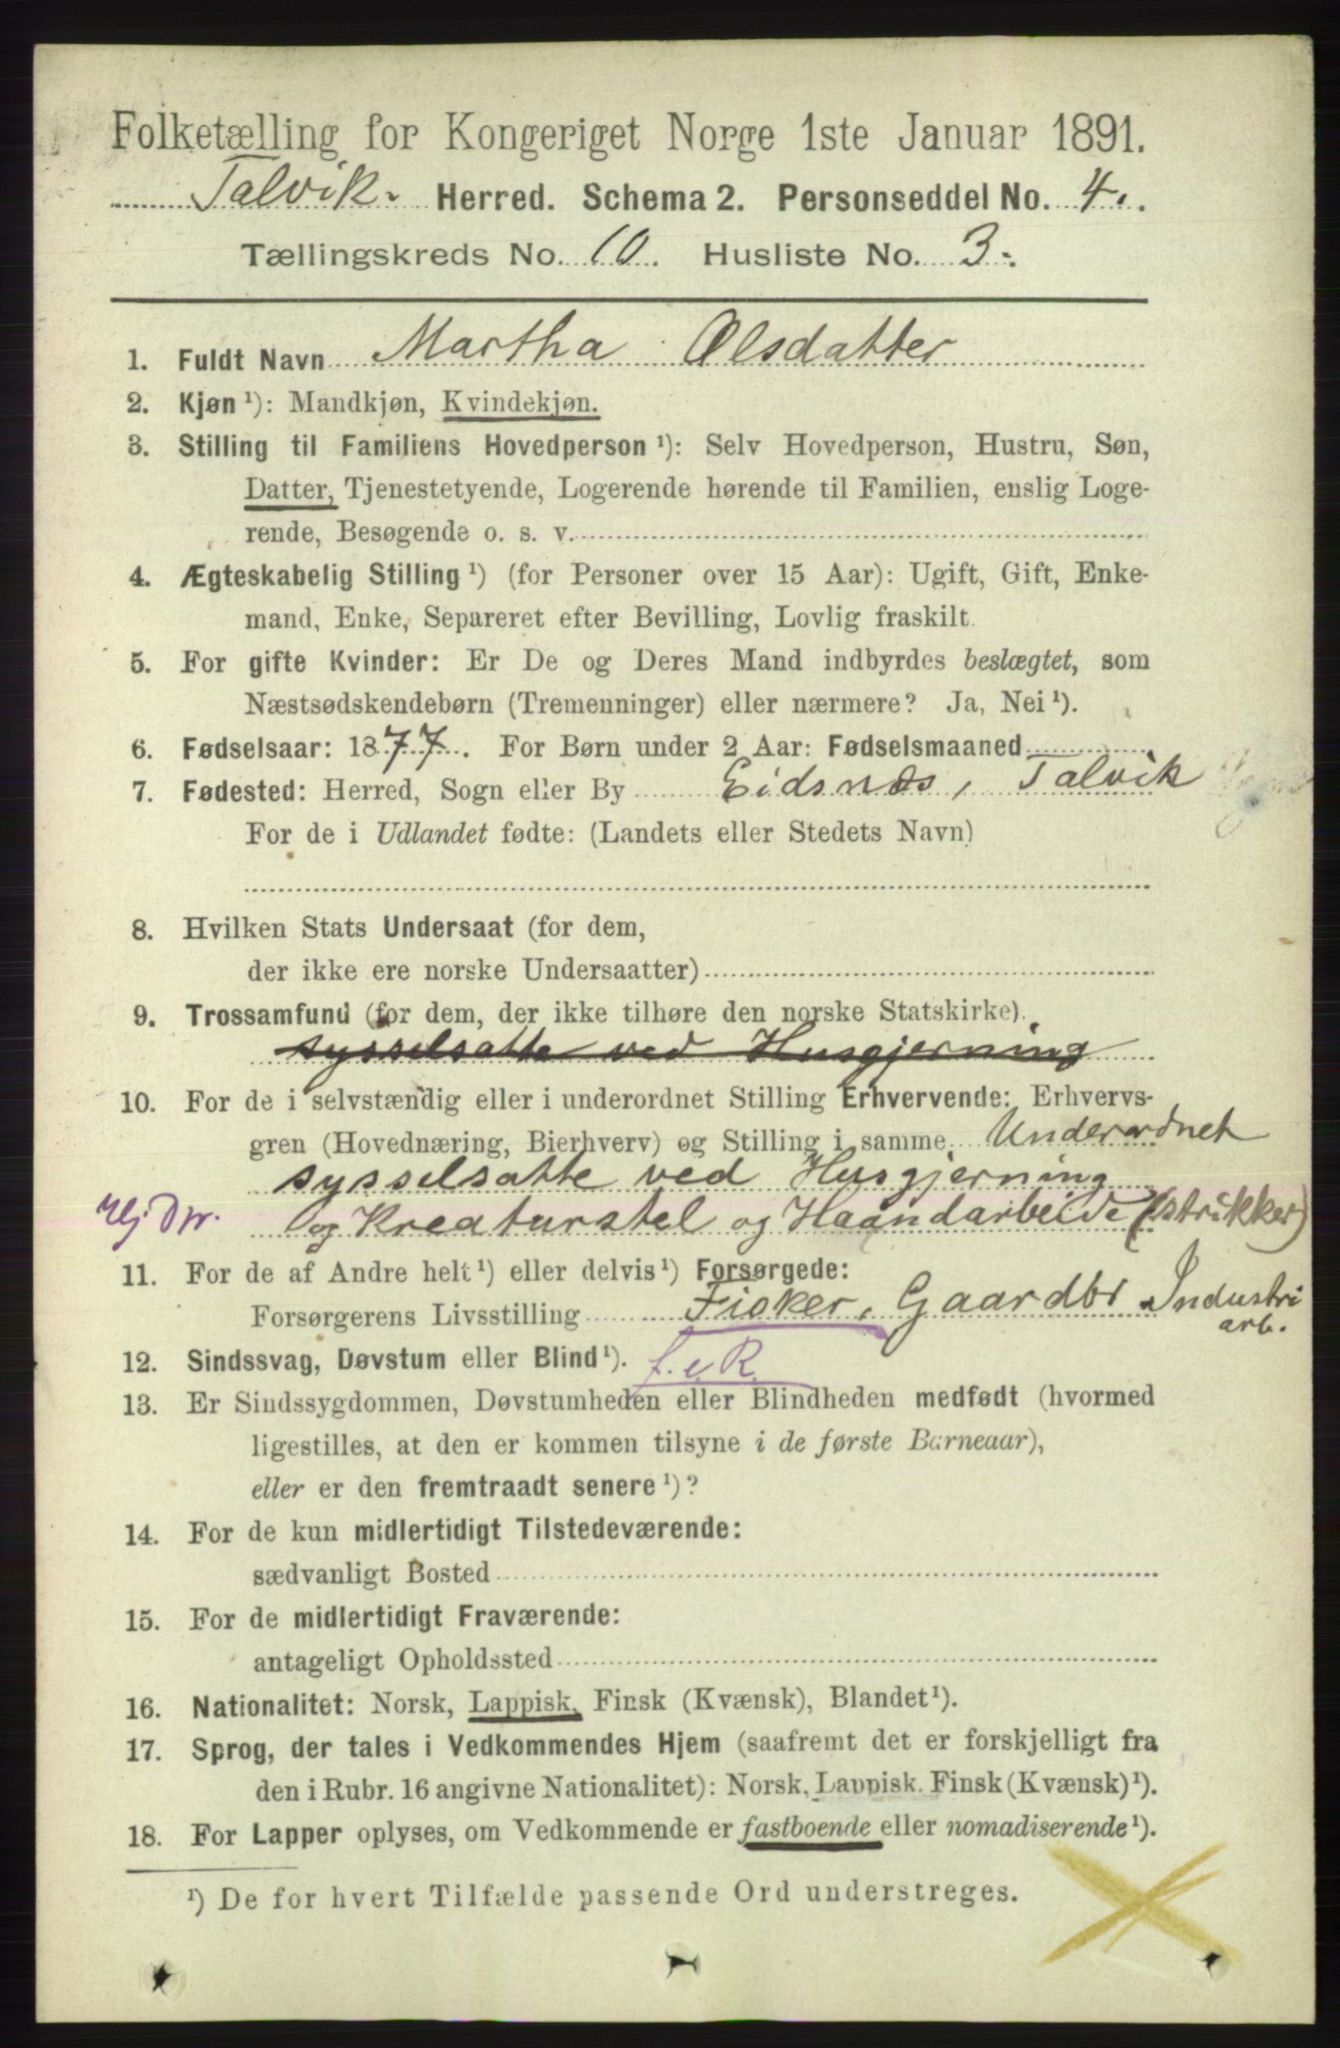 Folketælling for Kongeriget Norge 1ste Januar 1891.
Talvik. Herred. Schema 2. Personseddel No. 4.
Tællingskreds No. 10. Husliste No. 3.
1. Fuldt Navn Martha Olsdatter
2. Kjøn ¹): Mandkjøn, Kvindekjøn.
3. Stilling til Familiens Hovedperson ¹): Selv Hovedperson, Hustru, Søn,
Datter, Tjenestetyende, Logerende hørende til Familien, enslig Loge-
rende, Besøgende o. s. v.
4. Ægteskabelig Stilling ¹) (for Personer over 15 Aar): Ugift, Gift, Enke-
mand, Enke, Separeret efter Bevilling, Lovlig fraskilt.
5. For gifte Kvinder: Er De og Deres Mand indbyrdes beslægtet, som
Næstsødskendebørn (Tremenninger) eller nærmere? Ja, Nei ¹).
6. Fødselsaar: 1877. For Børn under 2 Aar: Fødselsmaaned
7. Fødested: Herred, Sogn eller By Eidsnæs, Talvik
For de i Udlandet fødte: (Landets eller Stedets Navn)
8. Hvilken Stats Undersaat (for dem,
der ikke ere norske Undersaatter)
9. Trossamfund (for dem, der ikke tilhøre den norske Statskirke).
sysselsatte ved Husgjerning
10. For de i selvstændig eller i underordnet Stilling Erhvervende: Erhvervs-
gren (Hovednæring, Bierhverv) og Stilling i samme Underordnet
sysselsatte ved Husgjerning
og Kreaturstel og Haandarbeide (strikker)
11. For de af Andre helt ¹) eller delvis ¹) Forsørgede:
Forsørgerens Livsstilling Fisker, Gaardbr Industri
arb.
12. Sindssvag, Døvstum eller Blind ¹). f. e R.
13. Er Sindssygdommen, Døvstumheden eller Blindheden medfødt (hvormed
ligestilles, at den er kommen tilsyne i de første Barneaar),
eller er den fremtraadt senere ¹)?
14. For de kun midlertidigt Tilstedeværende:
sædvanligt Bosted
15. For de midlertidigt Fraværende:
antageligt Opholdssted
16. Nationalitet: Norsk, Lappisk, Finsk (Kvænsk), Blandet ¹).
17. Sprog, der tales i Vedkommendes Hjem (saafremt det er forskjelligt fra
den i Rubr. 16 angivne Nationalitet): Norsk, Lappisk, Finsk (Kvænsk) ¹).
18. For Lapper oplyses, om Vedkommende er fastboende eller nomadiserende ¹).
¹) De for hvert Tilfælde passende Ord understreges.